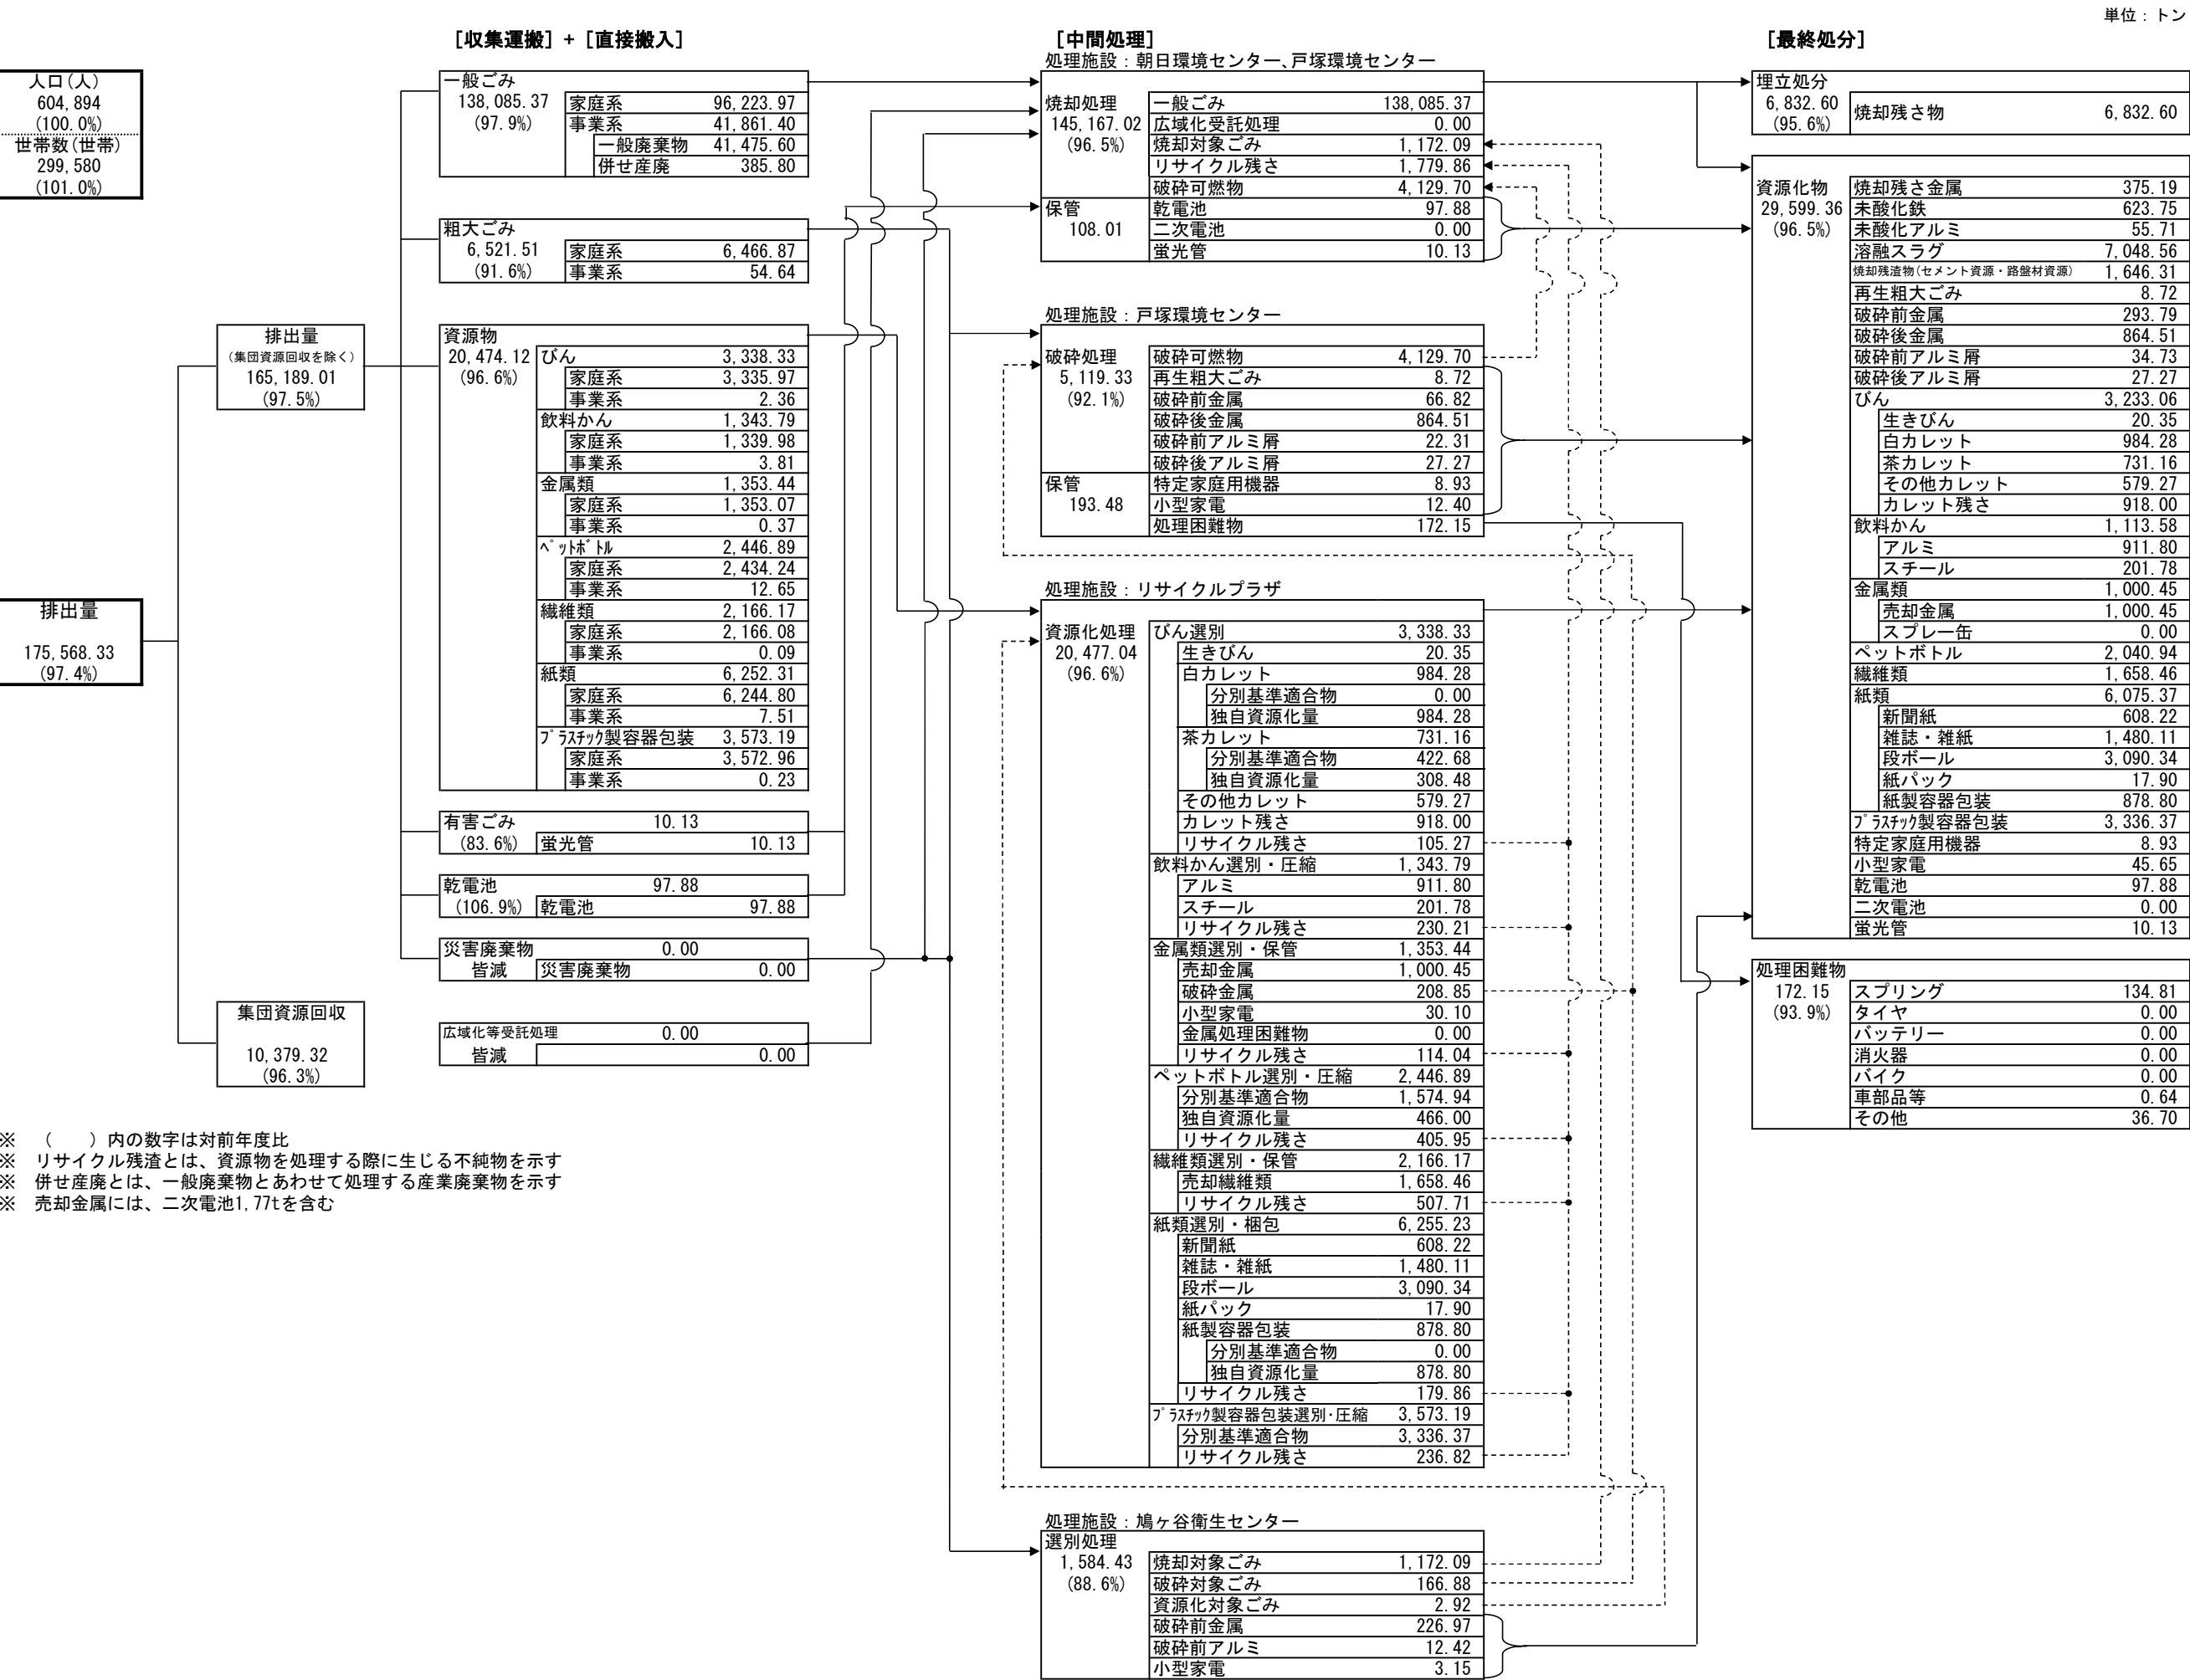 単位：トン
[収集運搬] + [直接搬入]
[中間処理]
[最終処分]
人口(人)
604,894
(100.0%)
世帯数(世帯)
299,580
(101.0%)
排出量
175,568.33
(97.4%)
排出量
(集団資源回収を除く)
165,189.01
(97.5%)
集団資源回収
10,379.32
(96.3%)
一般ごみ
138,085.37 家庭系 96,223.97
(97.9%) 事業系 41,861.40
一般廃棄物 41,475.60
併せ産廃 385.80
粗大ごみ
6,521.51 家庭系 6,466.87
(91.6%) 事業系 54.64
資源物
20,474.12 びん 3,338.33
(96.6%) 家庭系 3,335.97
事業系 2.36
飲料かん 1,343.79
家庭系 1,339.98
事業系 3.81
金属類 1,353.44
家庭系 1,353.07
事業系 0.37
ﾍﾟｯﾄﾎﾞﾄﾙ 2,446.89
家庭系 2,434.24
事業系 12.65
繊維類 2,166.17
家庭系 2,166.08
事業系 0.09
紙類 6,252.31
家庭系 6,244.80
事業系 7.51
ﾌﾟﾗｽﾁｯｸ製容器包装 3,573.19
家庭系 3,572.96
事業系 0.23
有害ごみ 10.13
(83.6%) 蛍光管 10.13
乾電池 97.88
(106.9%) 乾電池 97.88
災害廃棄物 0.00
皆減 災害廃棄物 0.00
広域化等受託処理 0.00
皆減 0.00
処理施設：朝日環境センター、戸塚環境センター
焼却処理 一般ごみ 138,085.37
145,167.02 広域化受託処理 0.00
(96.5%) 焼却対象ごみ 1,172.09
リサイクル残さ 1,779.86
破砕可燃物 4,129.70
保管 乾電池 97.88
108.01 二次電池 0.00
蛍光管 10.13
処理施設：戸塚環境センター
破砕処理 破砕可燃物 4,129.70
5,119.33 再生粗大ごみ 8.72
(92.1%) 破砕前金属 66.82
破砕後金属 864.51
破砕前アルミ屑 22.31
破砕後アルミ屑 27.27
保管 特定家庭用機器 8.93
193.48 小型家電 12.40
処理困難物 172.15
処理施設：リサイクルプラザ
資源化処理 びん選別 3,338.33
20,477.04 生きびん 20.35
(96.6%) 白カレット 984.28
分別基準適合物 0.00
独自資源化量 984.28
茶カレット 731.16
分別基準適合物 422.68
独自資源化量 308.48
その他カレット 579.27
カレット残さ 918.00
リサイクル残さ 105.27
飲料かん選別・圧縮 1,343.79
アルミ 911.80
スチール 201.78
リサイクル残さ 230.21
金属類選別・保管 1,353.44
売却金属 1,000.45
破砕金属 208.85
小型家電 30.10
金属処理困難物 0.00
リサイクル残さ 114.04
ペットボトル選別・圧縮 2,446.89
分別基準適合物 1,574.94
独自資源化量 466.00
リサイクル残さ 405.95
繊維類選別・保管 2,166.17
売却繊維類 1,658.46
リサイクル残さ 507.71
紙類選別・梱包 6,255.23
新聞紙 608.22
雑誌・雑紙 1,480.11
段ボール 3,090.34
紙パック 17.90
紙製容器包装 878.80
分別基準適合物 0.00
独自資源化量 878.80
リサイクル残さ 179.86
ﾌﾟﾗｽﾁｯｸ製容器包装選別･圧縮 3,573.19
分別基準適合物 3,336.37
リサイクル残さ 236.82
処理施設：鳩ヶ谷衛生センター
選別処理
1,584.43 焼却対象ごみ 1,172.09
(88.6%) 破砕対象ごみ 166.88
資源化対象ごみ 2.92
破砕前金属 226.97
破砕前アルミ 12.42
小型家電 3.15
埋立処分
6,832.60 焼却残さ物 6,832.60
(95.6%)
資源化物 焼却残さ金属 375.19
29,599.36 未酸化鉄 623.75
(96.5%) 未酸化アルミ 55.71
溶融スラグ 7,048.56
焼却残渣物(セメント資源・路盤材資源) 1,646.31
再生粗大ごみ 8.72
破砕前金属 293.79
破砕後金属 864.51
破砕前アルミ屑 34.73
破砕後アルミ屑 27.27
びん 3,233.06
生きびん 20.35
白カレット 984.28
茶カレット 731.16
その他カレット 579.27
カレット残さ 918.00
飲料かん 1,113.58
アルミ 911.80
スチール 201.78
金属類 1,000.45
売却金属 1,000.45
スプレー缶 0.00
ペットボトル 2,040.94
繊維類 1,658.46
紙類 6,075.37
新聞紙 608.22
雑誌・雑紙 1,480.11
段ボール 3,090.34
紙パック 17.90
紙製容器包装 878.80
ﾌﾟﾗｽﾁｯｸ製容器包装 3,336.37
特定家庭用機器 8.93
小型家電 45.65
乾電池 97.88
二次電池 0.00
蛍光管 10.13
処理困難物
172.15 スプリング 134.81
(93.9%) タイヤ 0.00
バッテリー 0.00
消火器 0.00
バイク 0.00
車部品等 0.64
その他 36.70
※ （ ）内の数字は対前年度比
※ リサイクル残渣とは、資源物を処理する際に生じる不純物を示す
※ 併せ産廃とは、一般廃棄物とあわせて処理する産業廃棄物を示す
※ 売却金属には、二次電池1,77tを含む